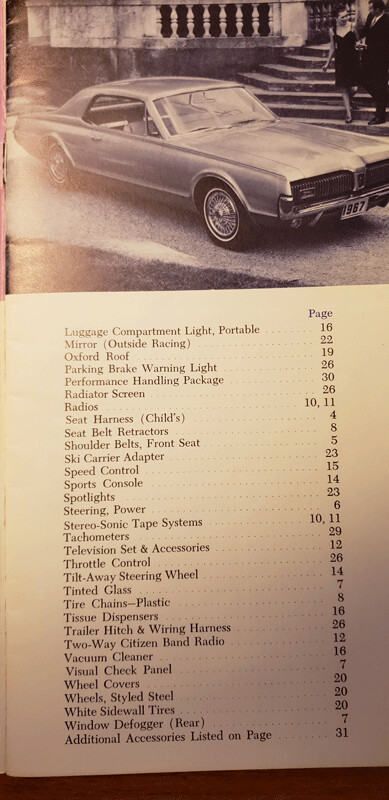 1967
Page
Luggage Compartment Light, Portable 16
Mirror (Outside Racing) 22
Oxford Roof 19
Parking Brake Warning Light 26
Performance Handling Package 30
Radiator Screen 26
Radios 10, 11
Seat Harness (Child's) 4
Seat Belt Retractors 8
Shoulder Belts, Front Seat 5
Ski Carrier Adapter 23
Speed Control 15
Sports Console 14
Spotlights 23
Steering, Power 6
Stereo-Sonic Tape Systems 10, 11
Tachometers 29
Television Set & Accessories 12
Throttle Control 26
Tilt-Away Steering Wheel 14
Tinted Glass 7
Tire Chains—Plastic 8
Tissue Dispensers 16
Trailer Hitch & Wiring Harness 26
Two-Way Citizen Band Radio 12
Vacuum Cleaner 16
Visual Check Panel 7
Wheel Covers 20
Wheels, Styled Steel 20
White Sidewall Tires 20
Window Defogger (Rear) 7
Additional Accessories Listed on Page 31